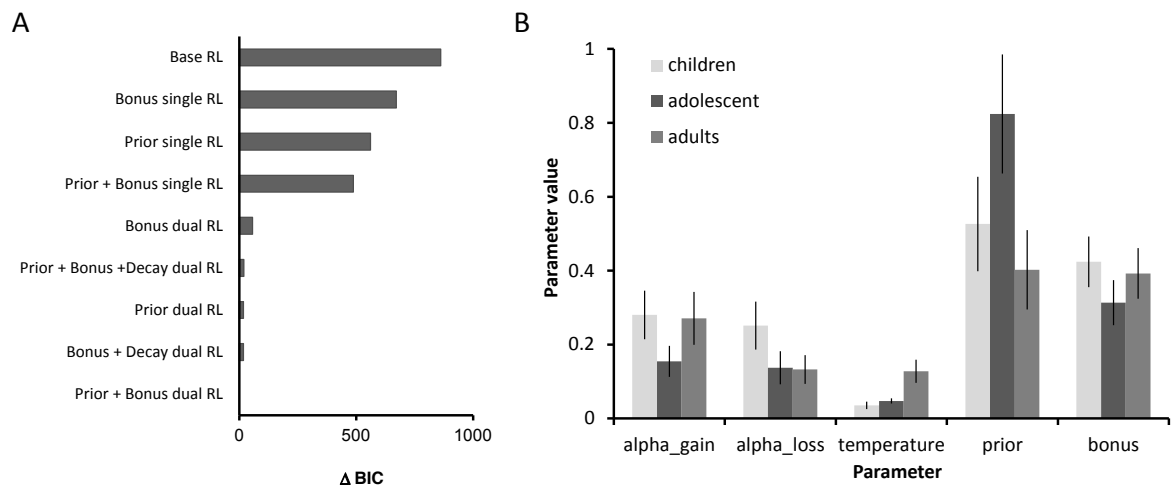 A
Base RL
Bonus single RL
Prior single RL
Prior + Bonus single RL
Bonus dual RL
Prior + Bonus +Decay dual RL
Prior dual RL
Bonus + Decay dual RL
Prior + Bonus dual RL
0 500 1000
Δ BIC
B
children
adolescent
adults
Parameter value
1
0.8
0.6
0.4
0.2
0
alpha_gain alpha_loss temperature prior bonus
Parameter